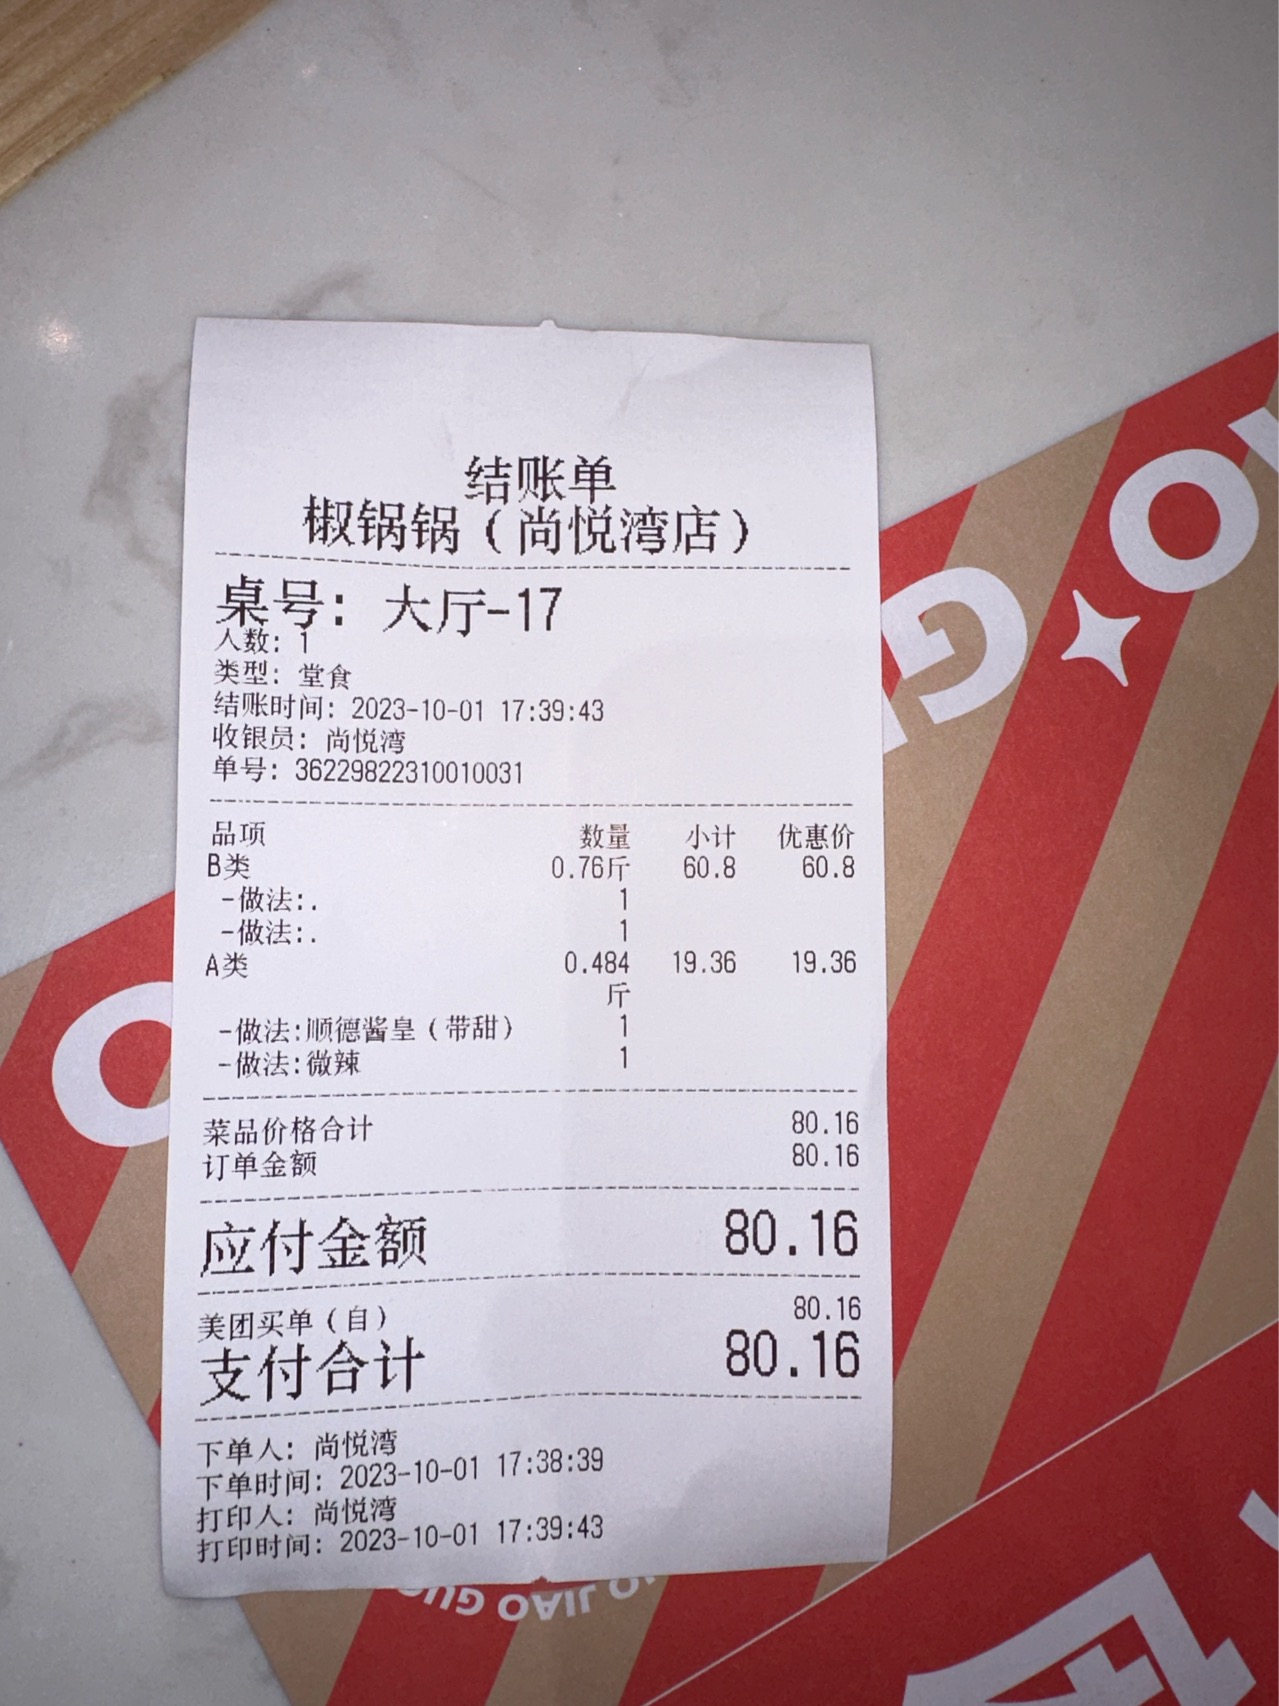 结账单
椒锅锅（尚悦湾店）
桌号: 大厅-17
人数: 1
类型: 堂食
结账时间: 2023-10-01 17:39:43
收银员: 尚悦湾
单号: 36229822310010031
品项 数量 小计 优惠价
B类 0.76斤 60.8 60.8
-做法:. 1
-做法:. 1
A类 0.484 19.36 19.36
斤
-做法:顺德酱皇（带甜） 1
-做法:微辣 1
菜品价格合计 80.16
订单金额 80.16
应付金额 80.16
美团买单（自） 80.16
支付合计 80.16
下单人: 尚悦湾
下单时间: 2023-10-01 17:38:39
打印人: 尚悦湾
打印时间: 2023-10-01 17:39:43
JIAO GUO